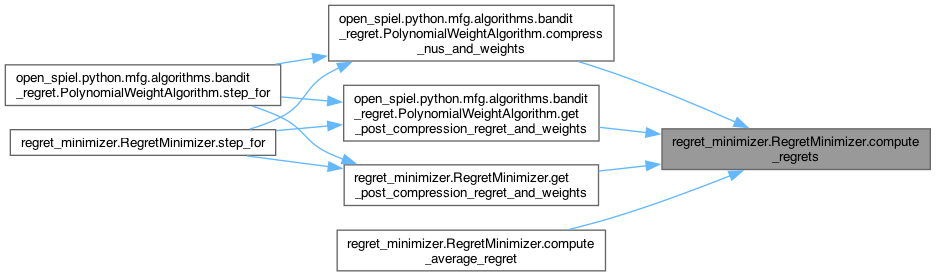 open_spiel.python.mfg.algorithms.bandit
_regret.PolynomialWeightAlgorithm.compress
_nus_and_weights
open_spiel.python.mfg.algorithms.bandit
_regret.PolynomialWeightAlgorithm.step_for
open_spiel.python.mfg.algorithms.bandit
_regret.PolynomialWeightAlgorithm.get
_post_compression_regret_and_weights
regret_minimizer.RegretMinimizer.step_for
regret_minimizer.RegretMinimizer.compute
_regrets
regret_minimizer.RegretMinimizer.get
_post_compression_regret_and_weights
regret_minimizer.RegretMinimizer.compute
_average_regret